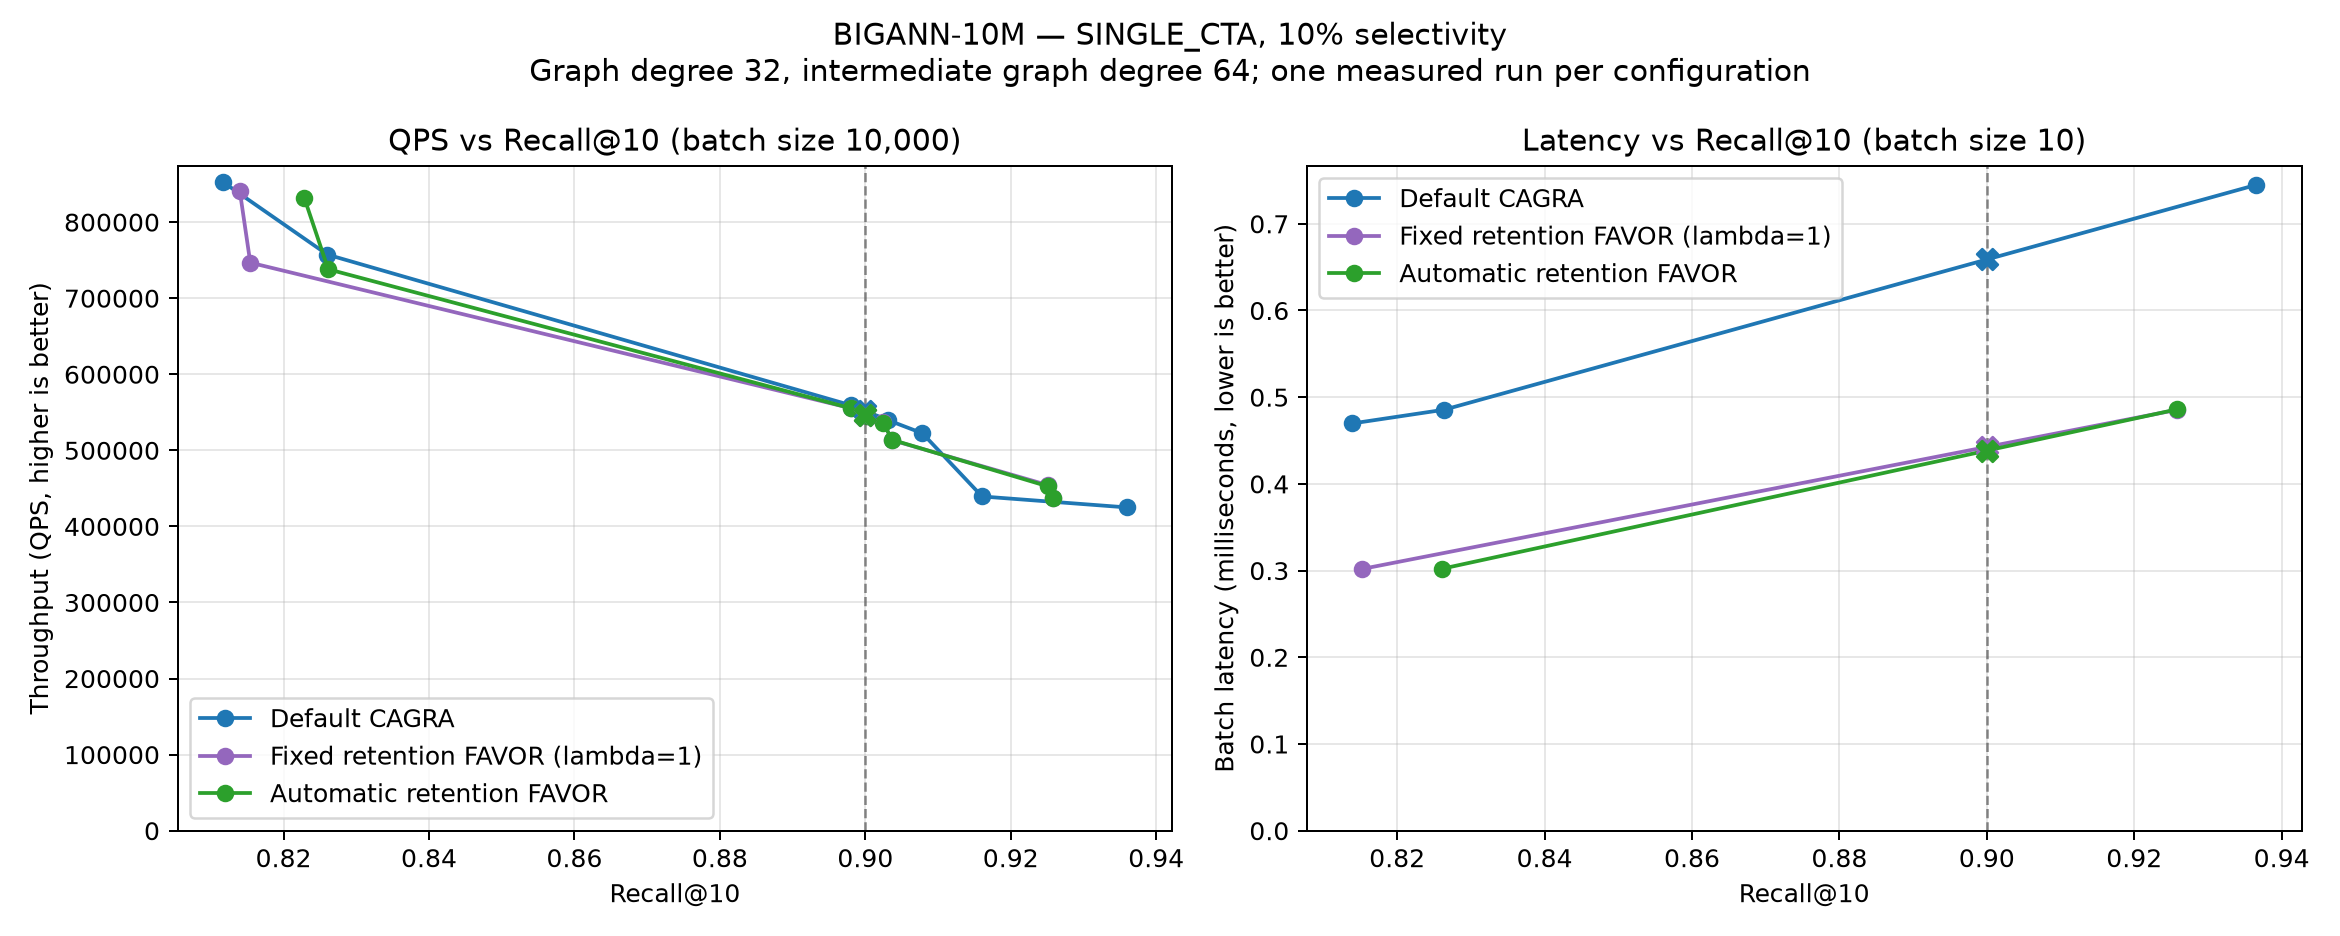 BIGANN-10M — SINGLE_CTA, 10% selectivity
Graph degree 32, intermediate graph degree 64; one measured run per configuration
QPS vs Recall@10 (batch size 10,000)
Throughput (QPS, higher is better)
800000
700000
600000
500000
400000
300000
200000
100000
0
Default CAGRA
Fixed retention FAVOR (lambda=1)
Automatic retention FAVOR
0.82 0.84 0.86 0.88 0.90 0.92 0.94
Recall@10
Latency vs Recall@10 (batch size 10)
Batch latency (milliseconds, lower is better)
Default CAGRA
Fixed retention FAVOR (lambda=1)
Automatic retention FAVOR
0.7
0.6
0.5
0.4
0.3
0.2
0.1
0.0
0.82 0.84 0.86 0.88 0.90 0.92 0.94
Recall@10